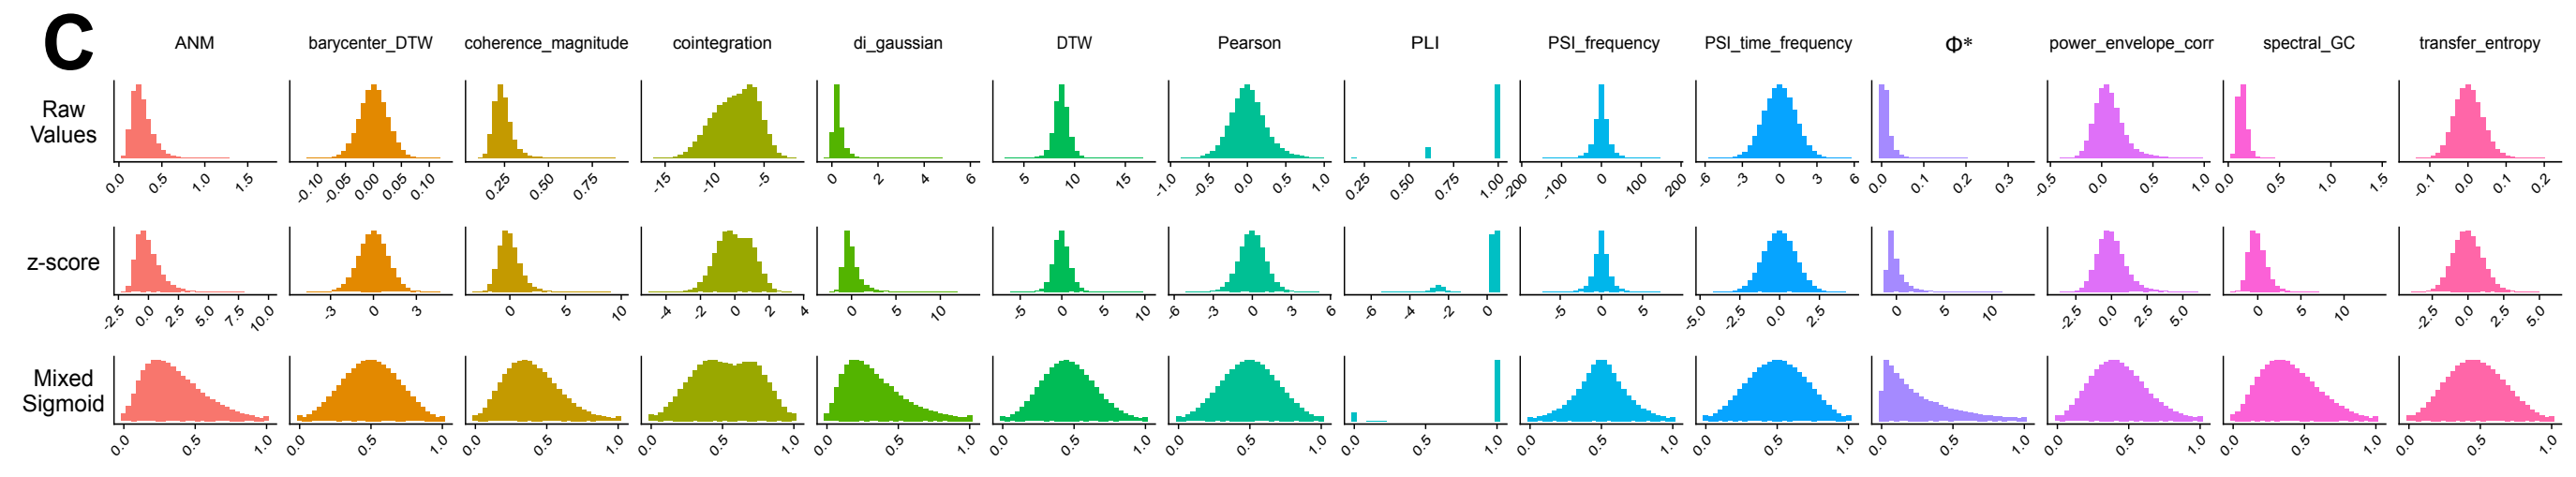 C
ANM barycenter_DTW coherence_magnitude cointegration di_gaussian DTW Pearson PLI PSI_frequency PSI_time_frequency Φ* power_envelope_corr spectral_GC transfer_entropy
Raw
Values
0.0 0.5 1.0 1.5 -0.10 -0.05 0.00 0.05 0.10 0.25 0.50 0.75 -15 -10 -5 0 2 4 6 5 10 15 -1.0 -0.5 0.0 0.5 1.0 0.25 0.50 0.75 1.00 -200 -100 0 100 200 -6 -3 0 3 6 0.0 0.1 0.2 0.3 -0.5 0.0 0.5 1.0 0.0 0.5 1.0 1.5 -0.1 0.0 0.1 0.2
z-score
-2.5 0.0 2.5 5.0 7.5 10.0 -3 0 3 0 5 10 -4 -2 0 2 4 0 5 10 -5 0 5 10 -6 -3 0 3 6 -6 -4 -2 0 -5 0 5 -5.0 -2.5 0.0 2.5 0 5 10 -2.5 0.0 2.5 5.0 0 5 10 -2.5 0.0 2.5 5.0
Mixed
Sigmoid
0.0 0.5 1.0 0.0 0.5 1.0 0.0 0.5 1.0 0.0 0.5 1.0 0.0 0.5 1.0 0.0 0.5 1.0 0.0 0.5 1.0 0.0 0.5 1.0 0.0 0.5 1.0 0.0 0.5 1.0 0.0 0.5 1.0 0.0 0.5 1.0 0.0 0.5 1.0 0.0 0.5 1.0